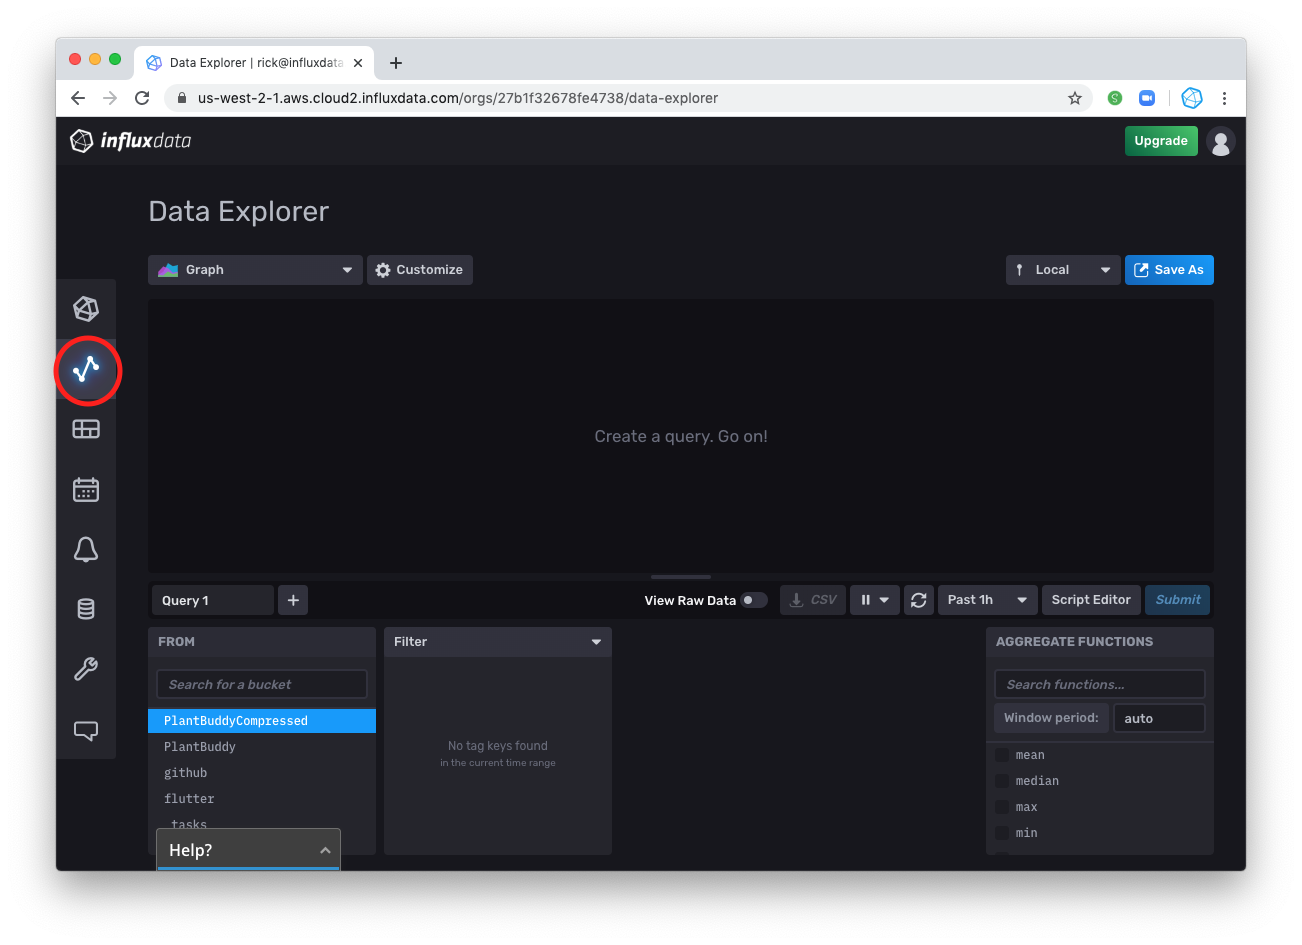 Data Explorer | rick@influxdata
us-west-2-1.aws.cloud2.influxdata.com/orgs/27b1f32678fe4738/data-explorer
influxdata
Upgrade
Data Explorer
Graph
Customize
Local
Save As
Create a query. Go on!
Query 1
+
View Raw Data
CSV
Past 1h
Script Editor
Submit
FROM
Filter
AGGREGATE FUNCTIONS
Search for a bucket
Search functions...
Window period:
auto
PlantBuddyCompressed
PlantBuddy
github
flutter
_tasks
No tag keys found
in the current time range
mean
median
max
min
Help?